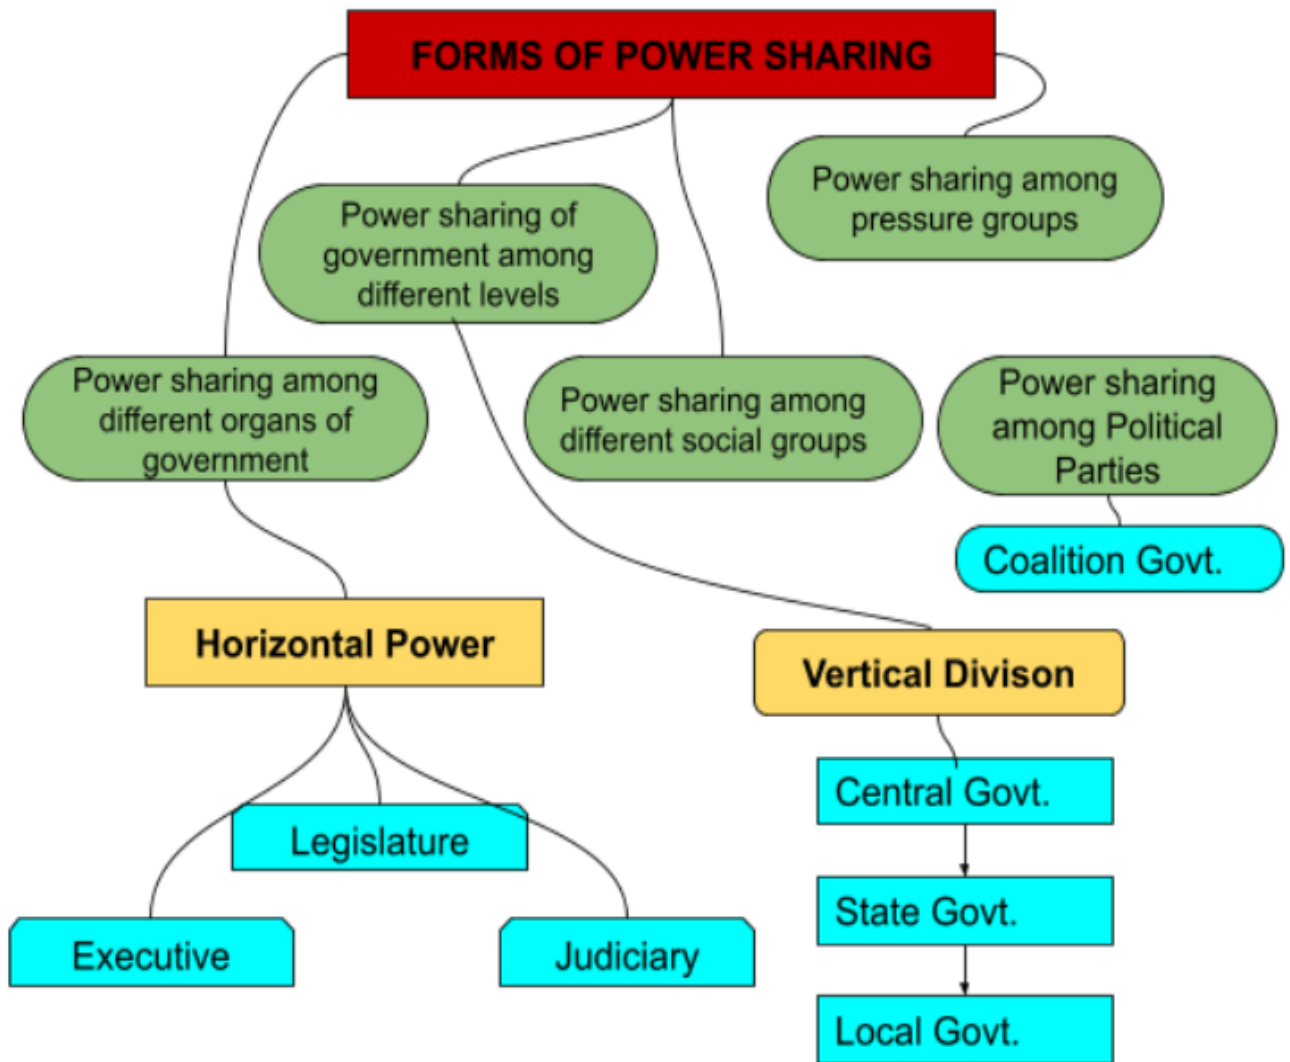 FORMS OF POWER SHARING
Power sharing among
pressure groups
Power sharing of
government among
different levels
Power sharing among
different organs of
government
Power sharing among
different social groups
Power sharing
among Political
Parties
Coalition Govt.
Horizontal Power
Vertical Divison
Central Govt.
Legislature
State Govt.
Executive
Judiciary
Local Govt.